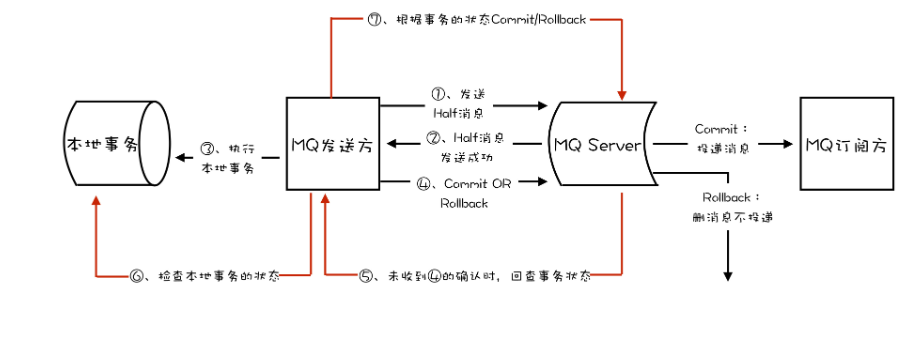 ⑦、根据事务的状态Commit/Rollback
①、发送
Half消息
本地事务
③、执行
本地事务
MQ发送方
②、Half消息
发送成功
MQ Server
Commit：
投递消息
MQ订阅方
④、Commit OR
Rollback
Rollback：
删消息不投递
⑥、检查本地事务的状态
⑤、未收到④的确认时，回查事务状态